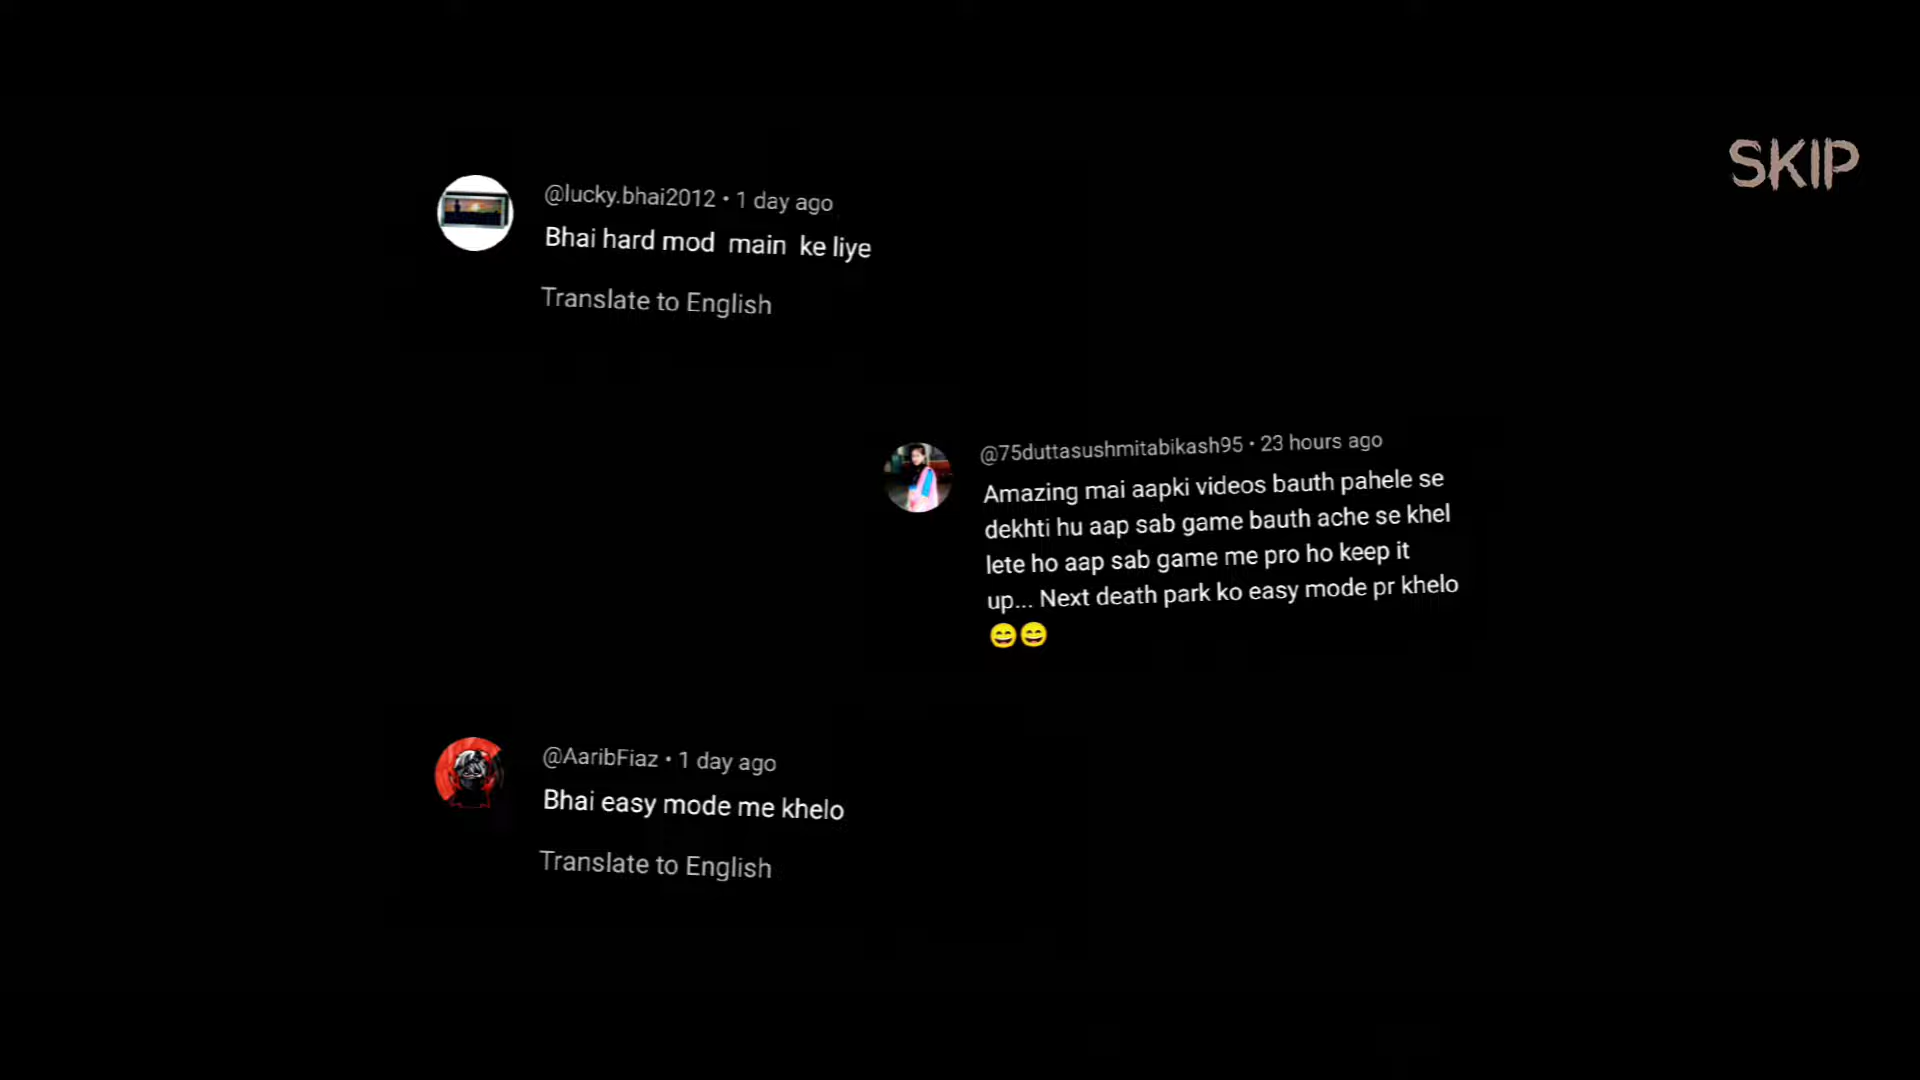 SKIP
@lucky.bhai2012 • 1 day ago
Bhai hard mod main ke liye
Translate to English
@75duttasushmitabikash95 • 23 hours ago
Amazing mai aapki videos bauth pahele se
dekhti hu aap sab game bauth ache se khel
lete ho aap sab game me pro ho keep it
up... Next death park ko easy mode pr khelo
😄😄
@AaribFiaz • 1 day ago
Bhai easy mode me khelo
Translate to English